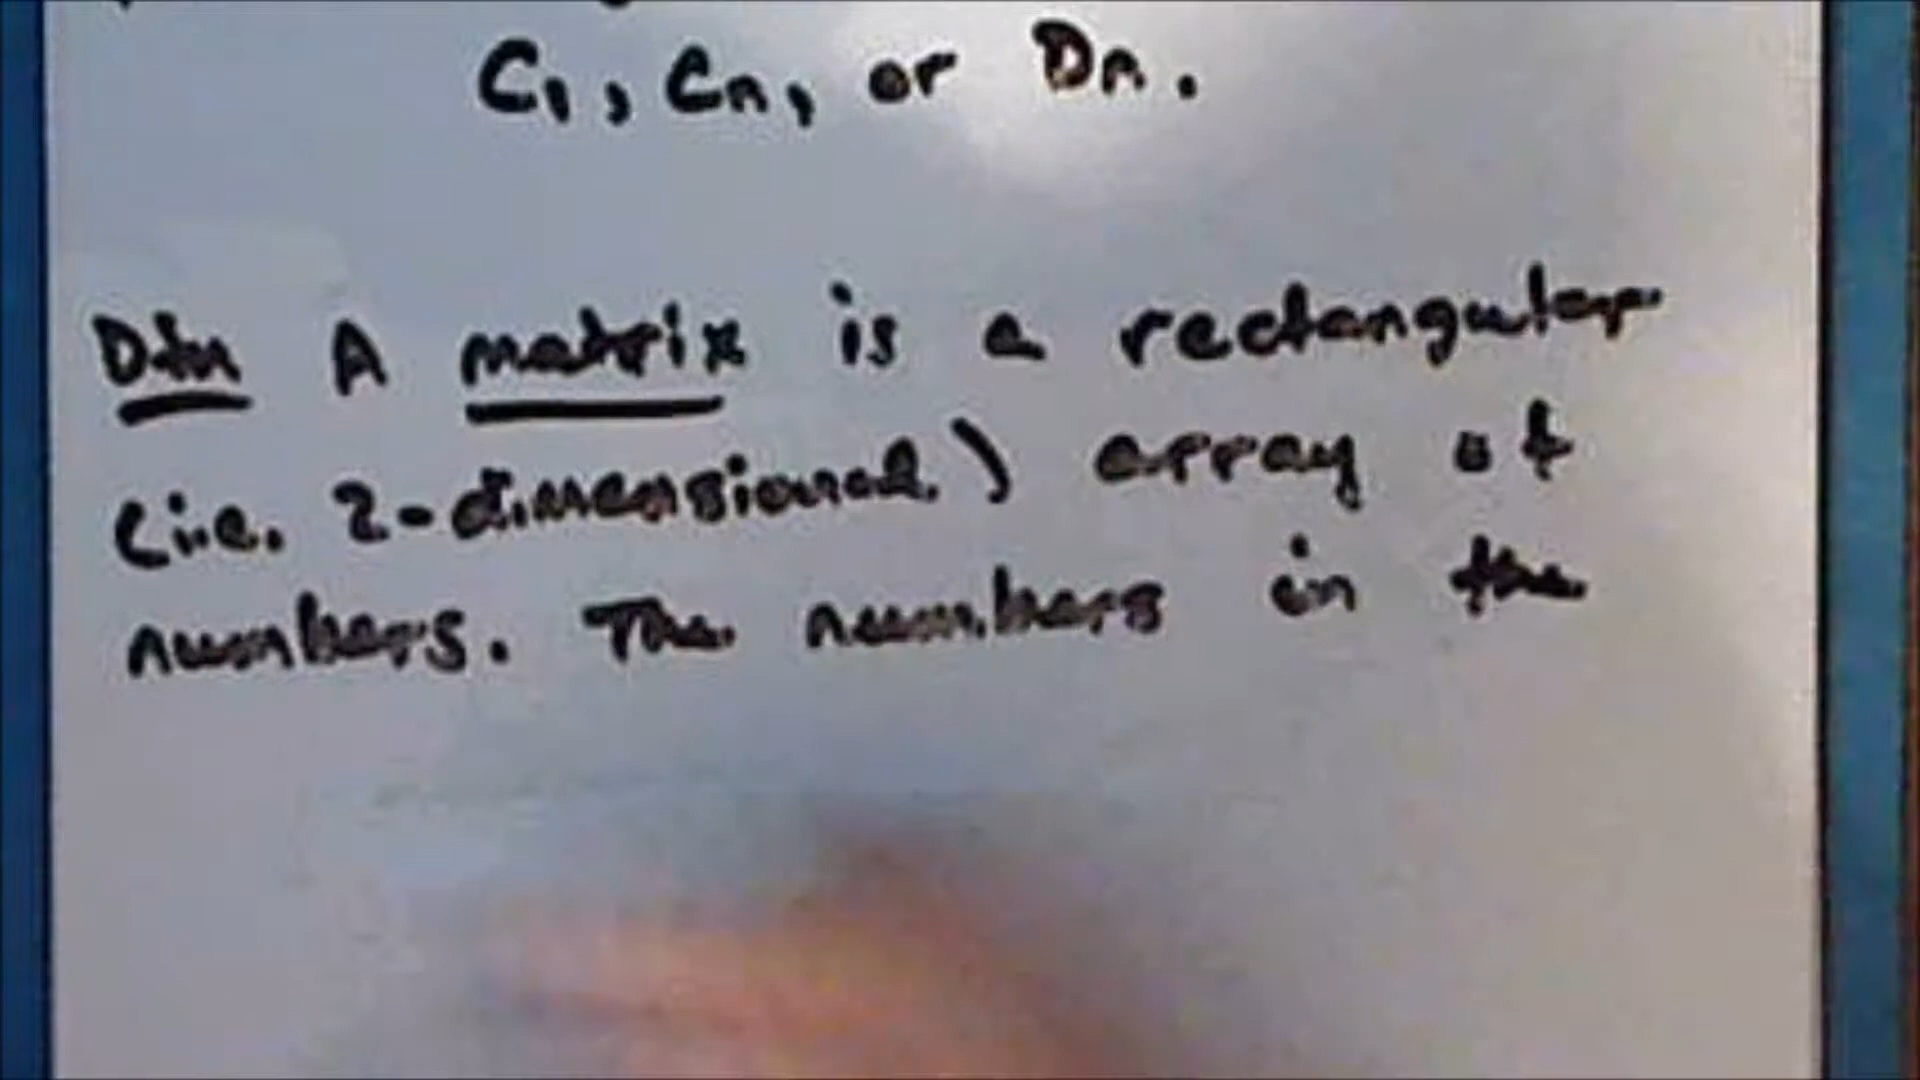 C₁, Cₙ, or Dₙ.
Dfn A matrix is a rectangular
(i.e. 2-dimensional) array of
numbers. The numbers in the